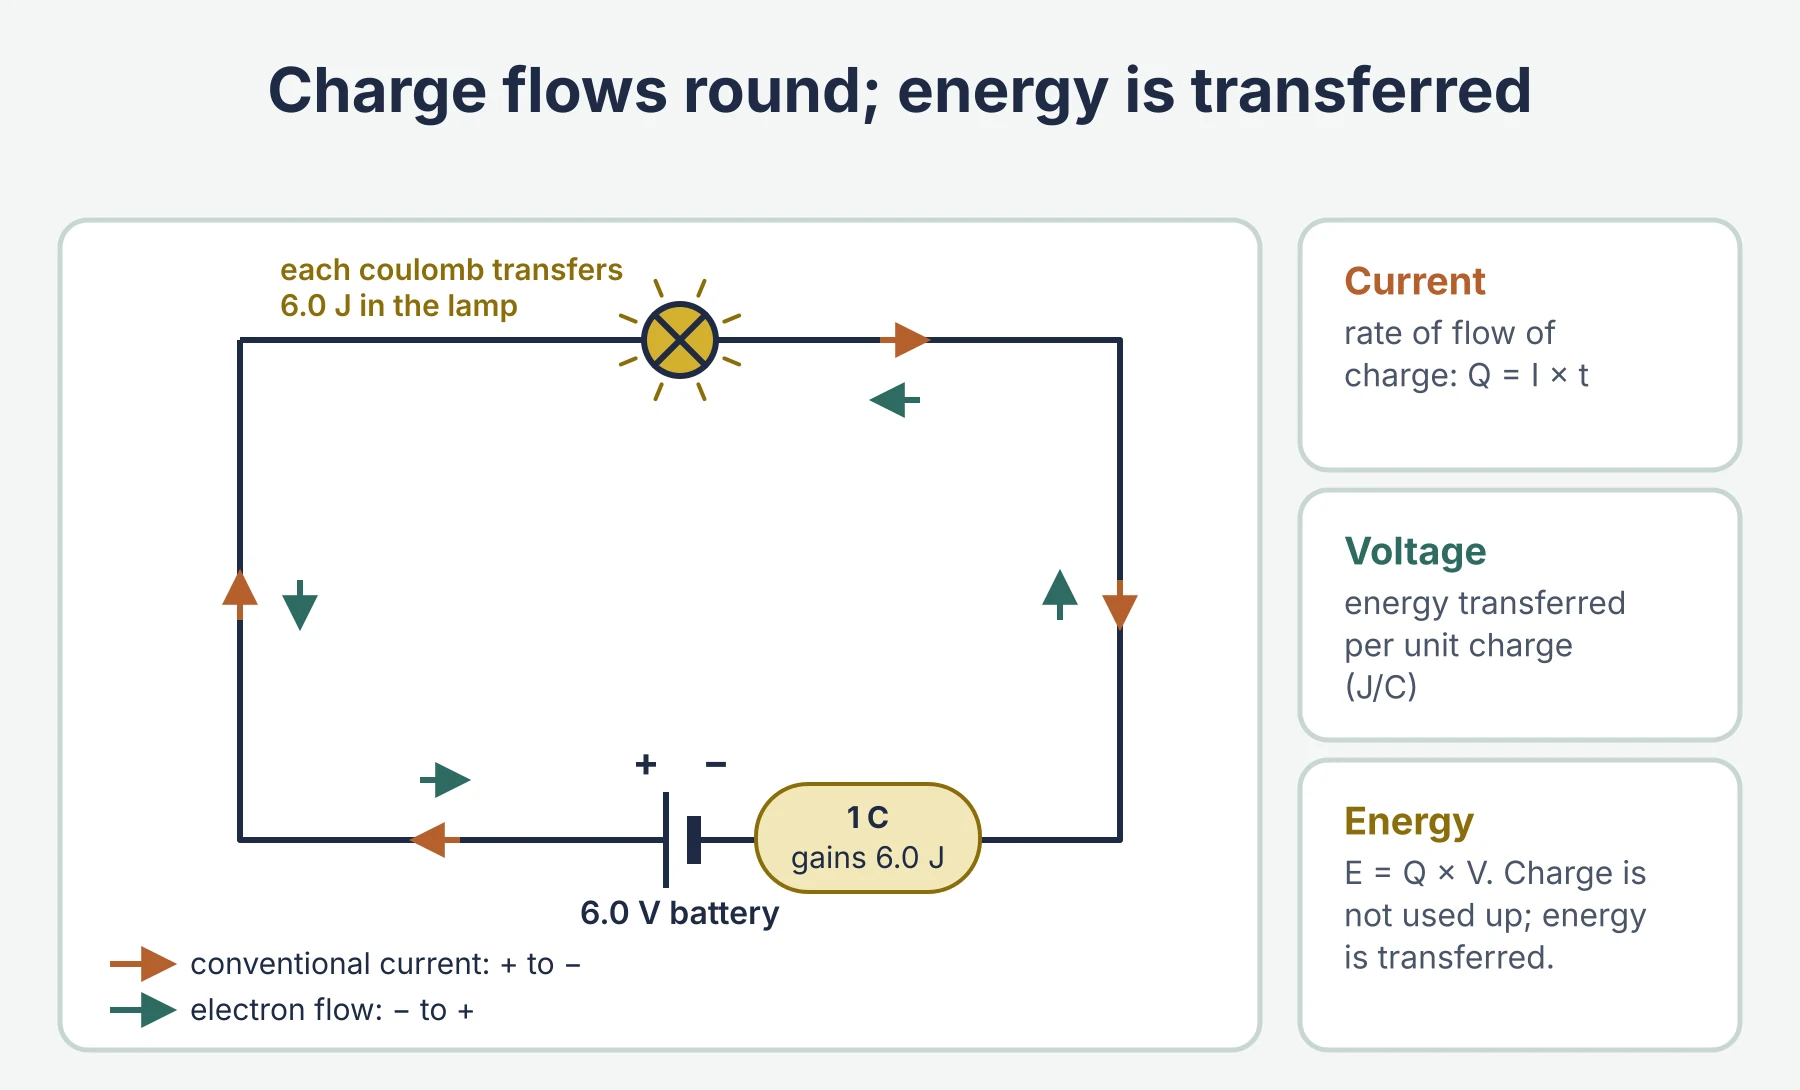 Charge flows round; energy is transferred
each coulomb transfers
6.0 J in the lamp
+ −
1 C
gains 6.0 J
6.0 V battery
conventional current: + to −
electron flow: − to +
Current
rate of flow of
charge: Q = I × t
Voltage
energy transferred
per unit charge
(J/C)
Energy
E = Q × V. Charge is
not used up; energy
is transferred.